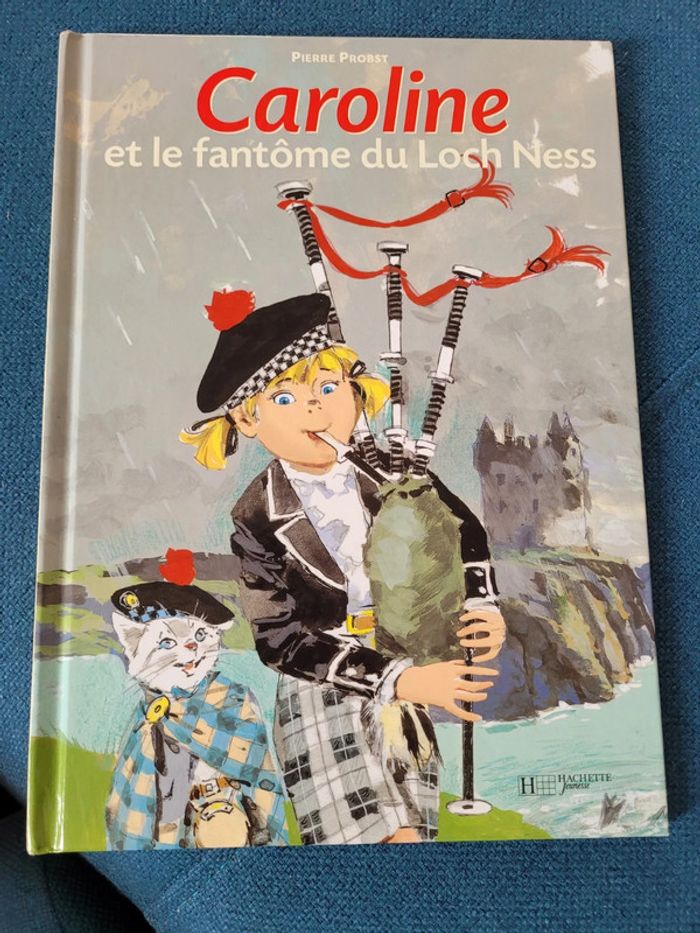 PIERRE PROBST
Caroline
et le fantôme du Loch Ness
H
HACHETTE
Jeunesse